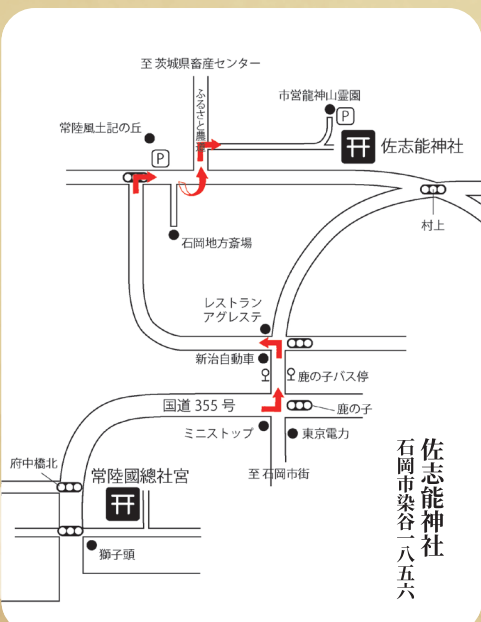 至 茨城県畜産センター
ふるさと農道
市営龍神山霊園
P
常陸風土記の丘
P
佐志能神社
村上
石岡地方斎場
レストラン
アグレステ
新治自動車
鹿の子バス停
国道 355 号
鹿の子
ミニストップ
東京電力
府中橋北
常陸國總社宮
至 石岡市街
獅子頭
佐志能神社
石岡市染谷一八五六